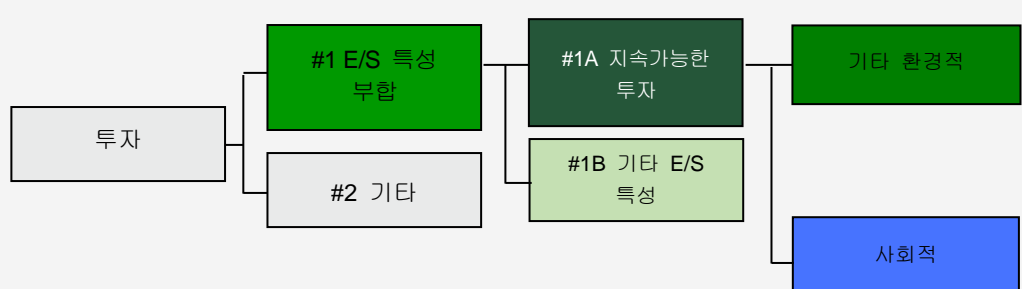 투자
#1 E/S 특성
부합
#2 기타
#1A 지속가능한
투자
#1B 기타 E/S
특성
기타 환경적
사회적